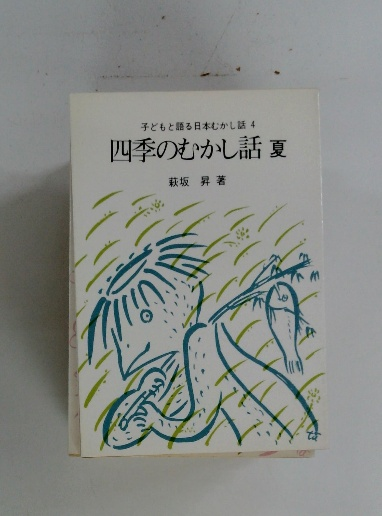 子どもと語る日本むかし話 4
四季のむかし話 夏
萩坂 昇 著